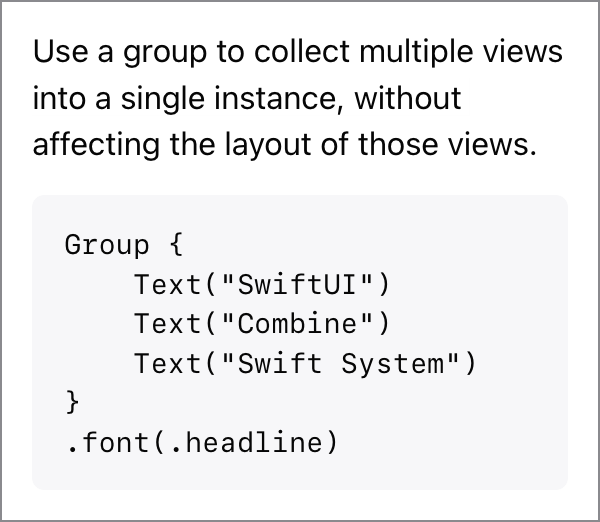 Use a group to collect multiple views
into a single instance, without
affecting the layout of those views.
Group {
    Text("SwiftUI")
    Text("Combine")
    Text("Swift System")
}
.font(.headline)